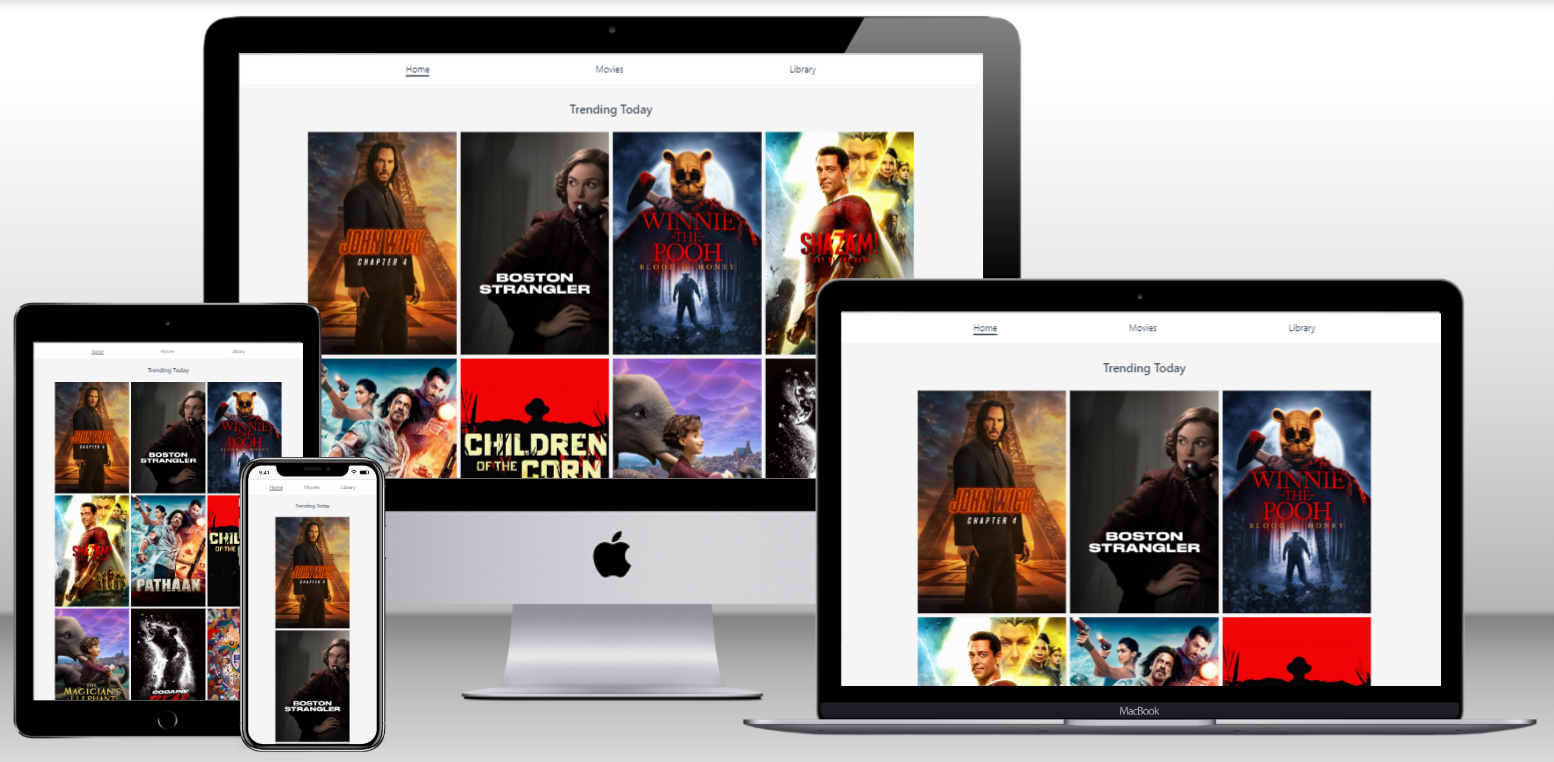 Home Movies Library
Trending Today
JOHN WICK
CHAPTER 4
BOSTON
STRANGLER
WINNIE
-THE-
POOH
BLOOD AND HONEY
SHAZAM!
CHILDREN
OF THE CORN
Home Movies Library
Trending Today
JOHN WICK
CHAPTER 4
BOSTON
STRANGLER
WINNIE
-THE-
POOH
SHAZAM!
PATHAAN
CHIL
OF THE
THE
MAGICIAN'S
ELEPHANT
COCAINE
BEAR
9:41
Home Movies Library
Trending Today
JOHN WICK
CHAPTER 4
BOSTON
STRANGLER
Home Movies Library
Trending Today
JOHN WICK
CHAPTER 4
BOSTON
STRANGLER
WINNIE
-THE-
POOH
BLOOD AND HONEY
MacBook